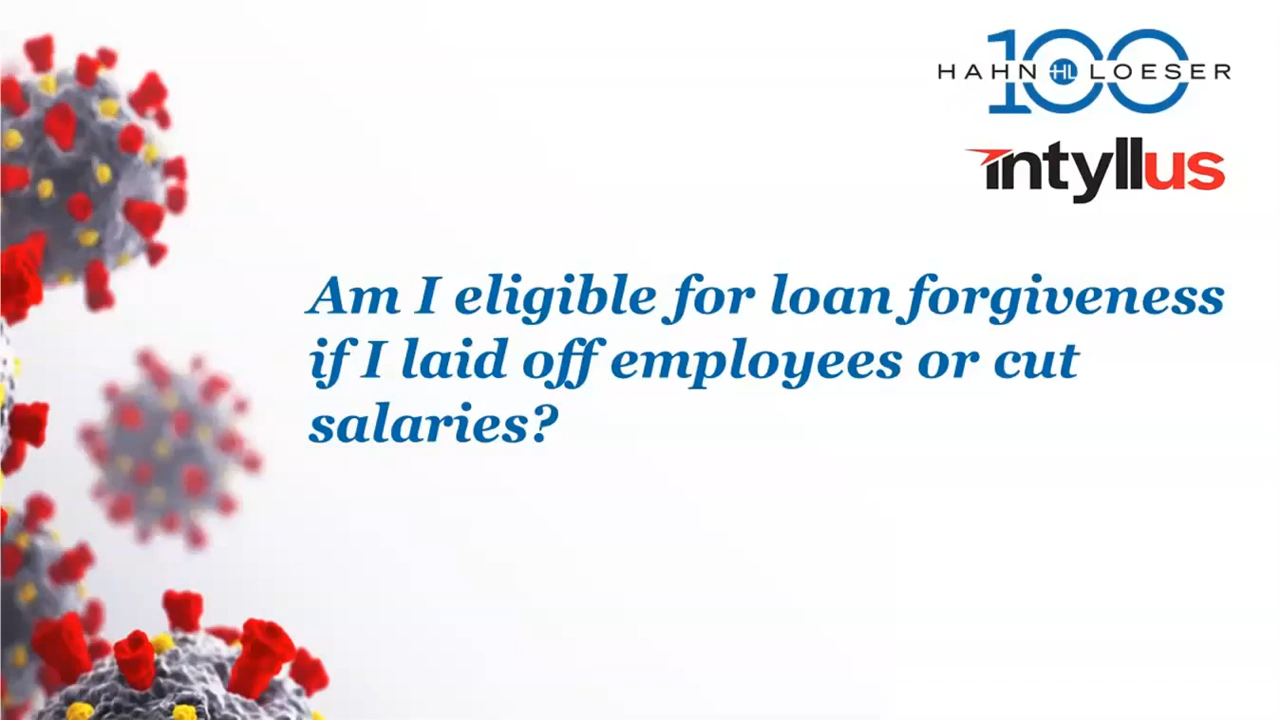 100
HAHN HL LOESER
intyllus
Am I eligible for loan forgiveness
if I laid off employees or cut
salaries?